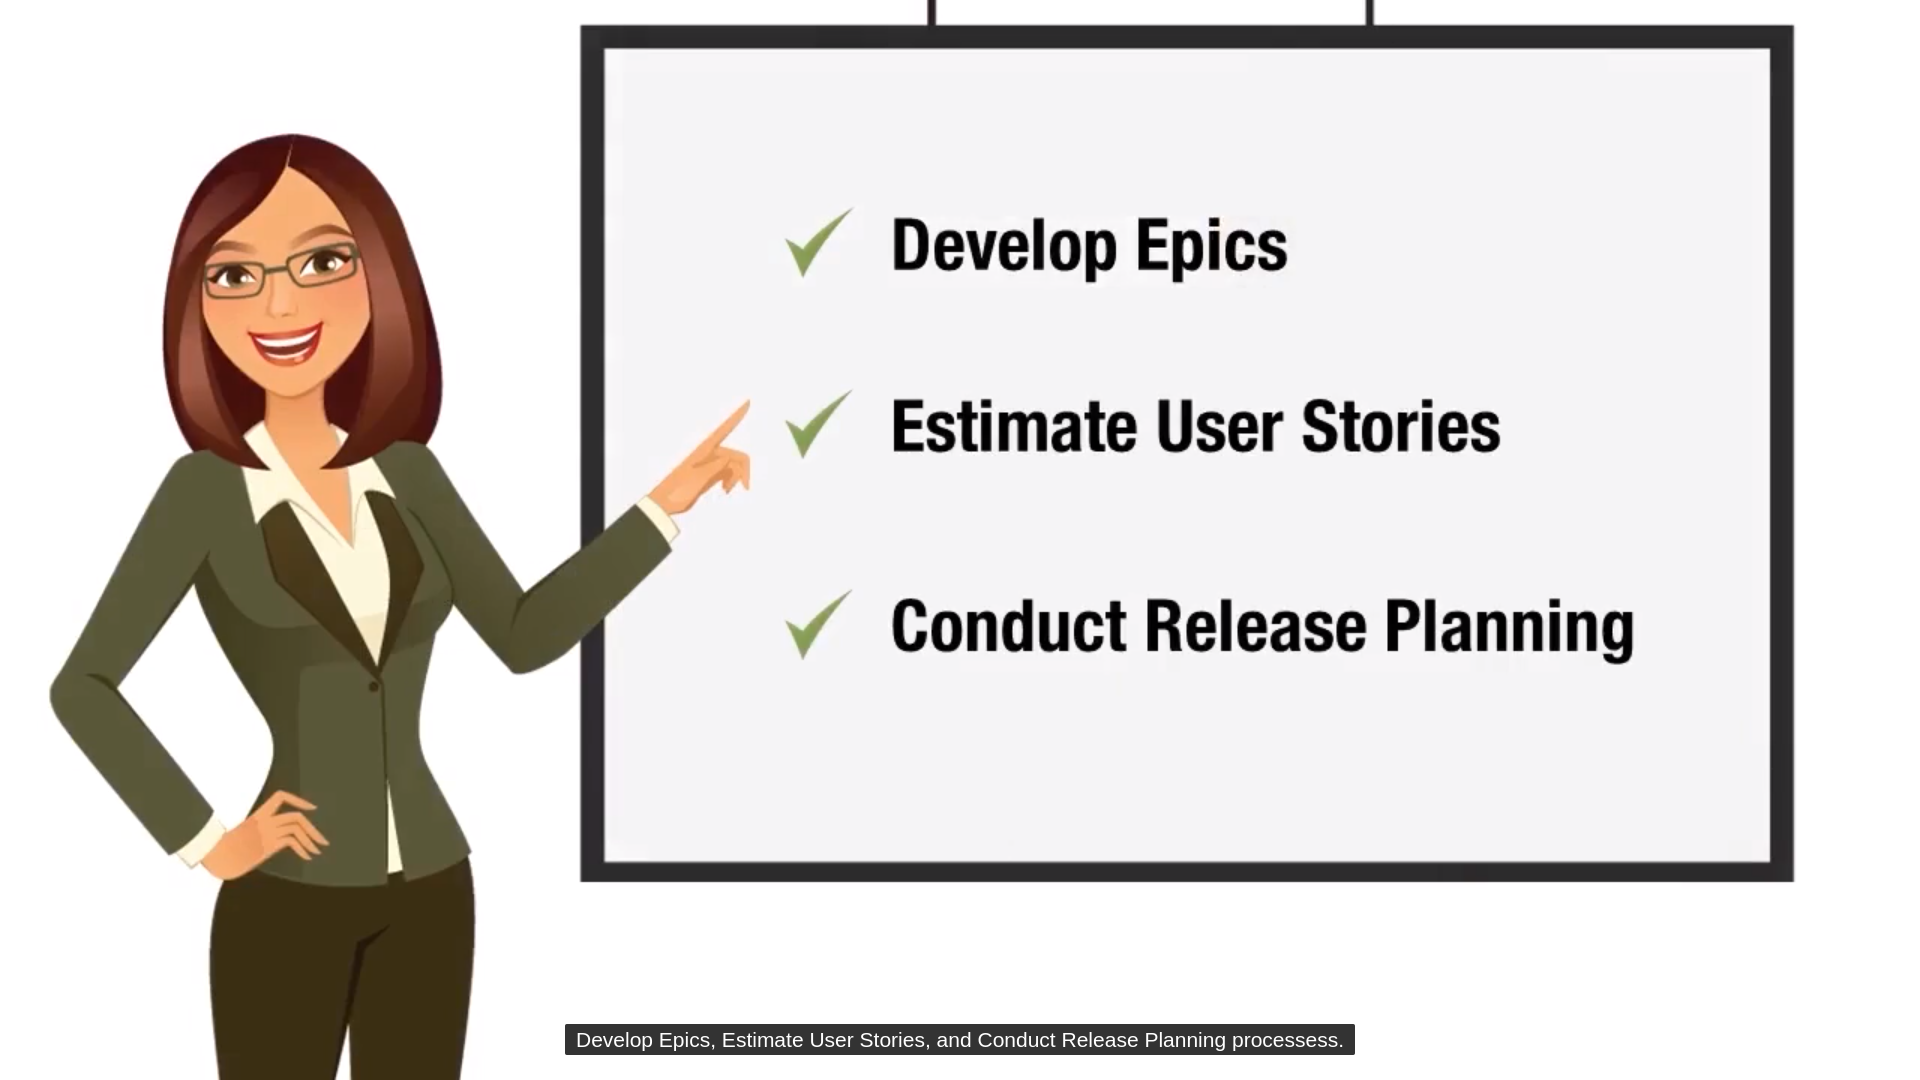 Develop Epics
Estimate User Stories
Conduct Release Planning
Develop Epics, Estimate User Stories, and Conduct Release Planning processess.